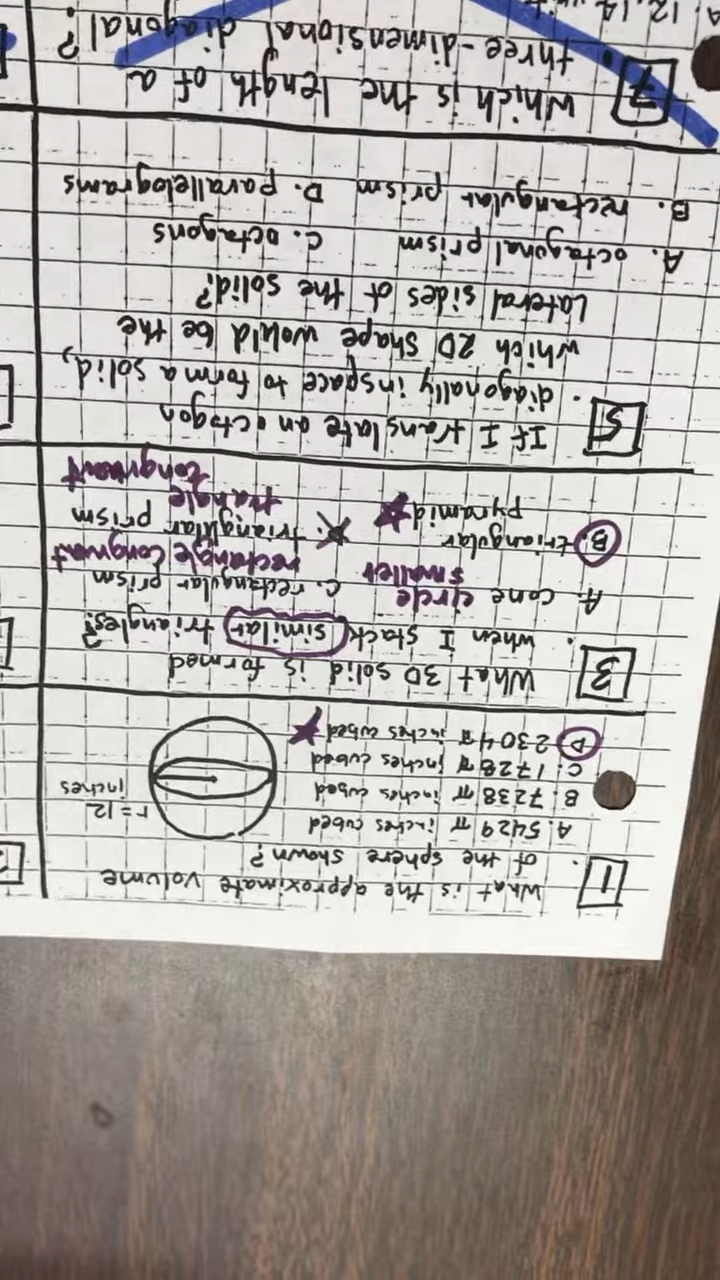 1. What is the approximate volume
of the sphere shown?
A. 5429 π inches cubed
B. 7238 π inches cubed
C. 1728 π inches cubed
D. 2304 π inches cubed
r = 12
inches
3. What 3D solid is formed
when I stack similar triangles?
A. cone circle
smaller
B. triangular
pyramid
C. rectangular prism
rectangle congruent
D. triangular prism
triangle
congruent
5. If I translate an octagon
diagonally in space to form a solid,
which 2D shape would be the
Lateral sides of the solid?
A. octagonal prism
B. rectangular prism
C. octagons
D. parallelograms
7. Which is the length of a
three-dimensional diagonal?
A. 12.14